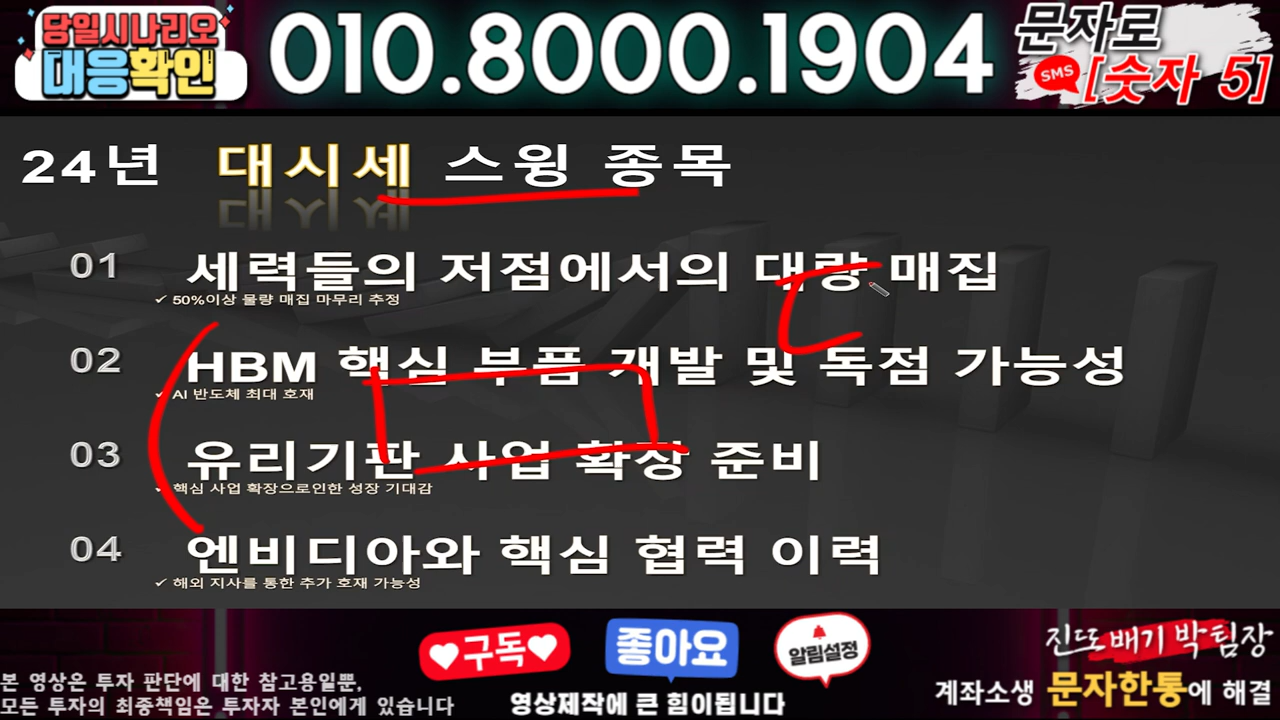 당일시나리오
대응확인
010.8000.1904
문자로
SMS
[숫자 5]
24년 대시세 스윙 종목
01 세력들의 저점에서의 대량 매집
✓ 50%이상 물량 매집 마무리 추정
02 HBM 핵심 부품 개발 및 독점 가능성
✓ AI 반도체 최대 호재
03 유리기판 사업 확장 준비
✓ 핵심 사업 확장으로인한 성장 기대감
04 엔비디아와 핵심 협력 이력
✓ 해외 지사를 통한 추가 호재 가능성
본 영상은 투자 판단에 대한 참고용일뿐,
모든 투자의 최종책임은 투자자 본인에게 있습니다
구독
좋아요
알림설정
영상제작에 큰 힘이됩니다
진또배기 박팀장
계좌소생 문자한통에 해결